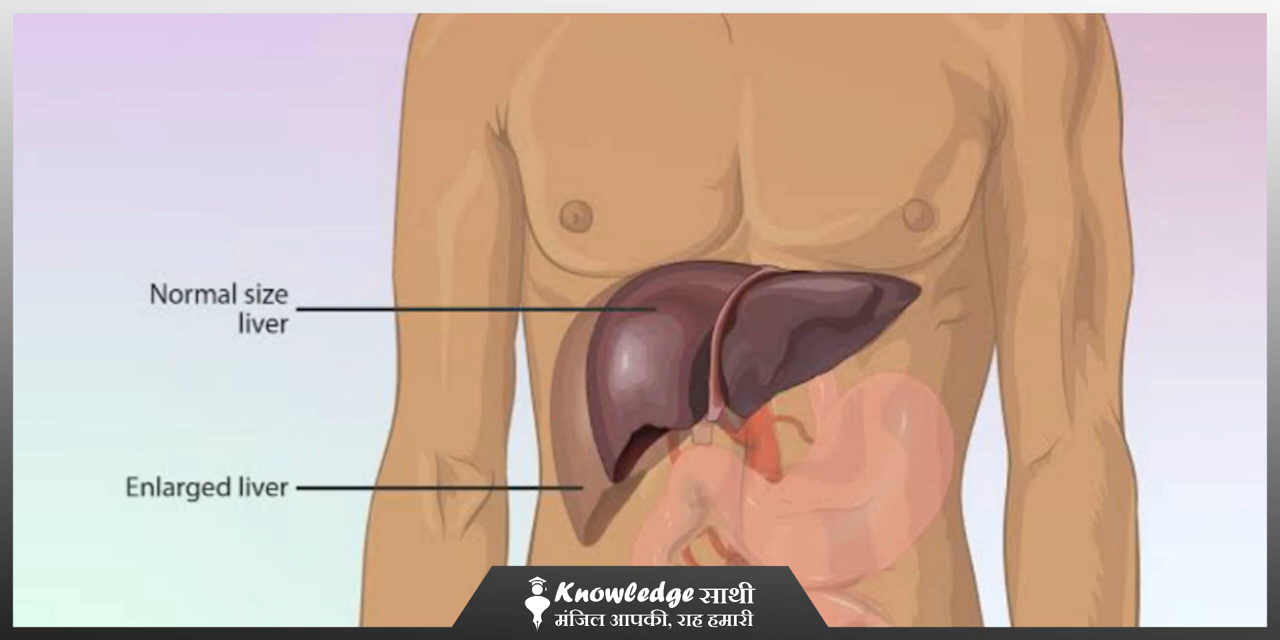 Normal size
liver
Enlarged liver
Knowledge साथी
मंजिल आपकी, राह हमारी